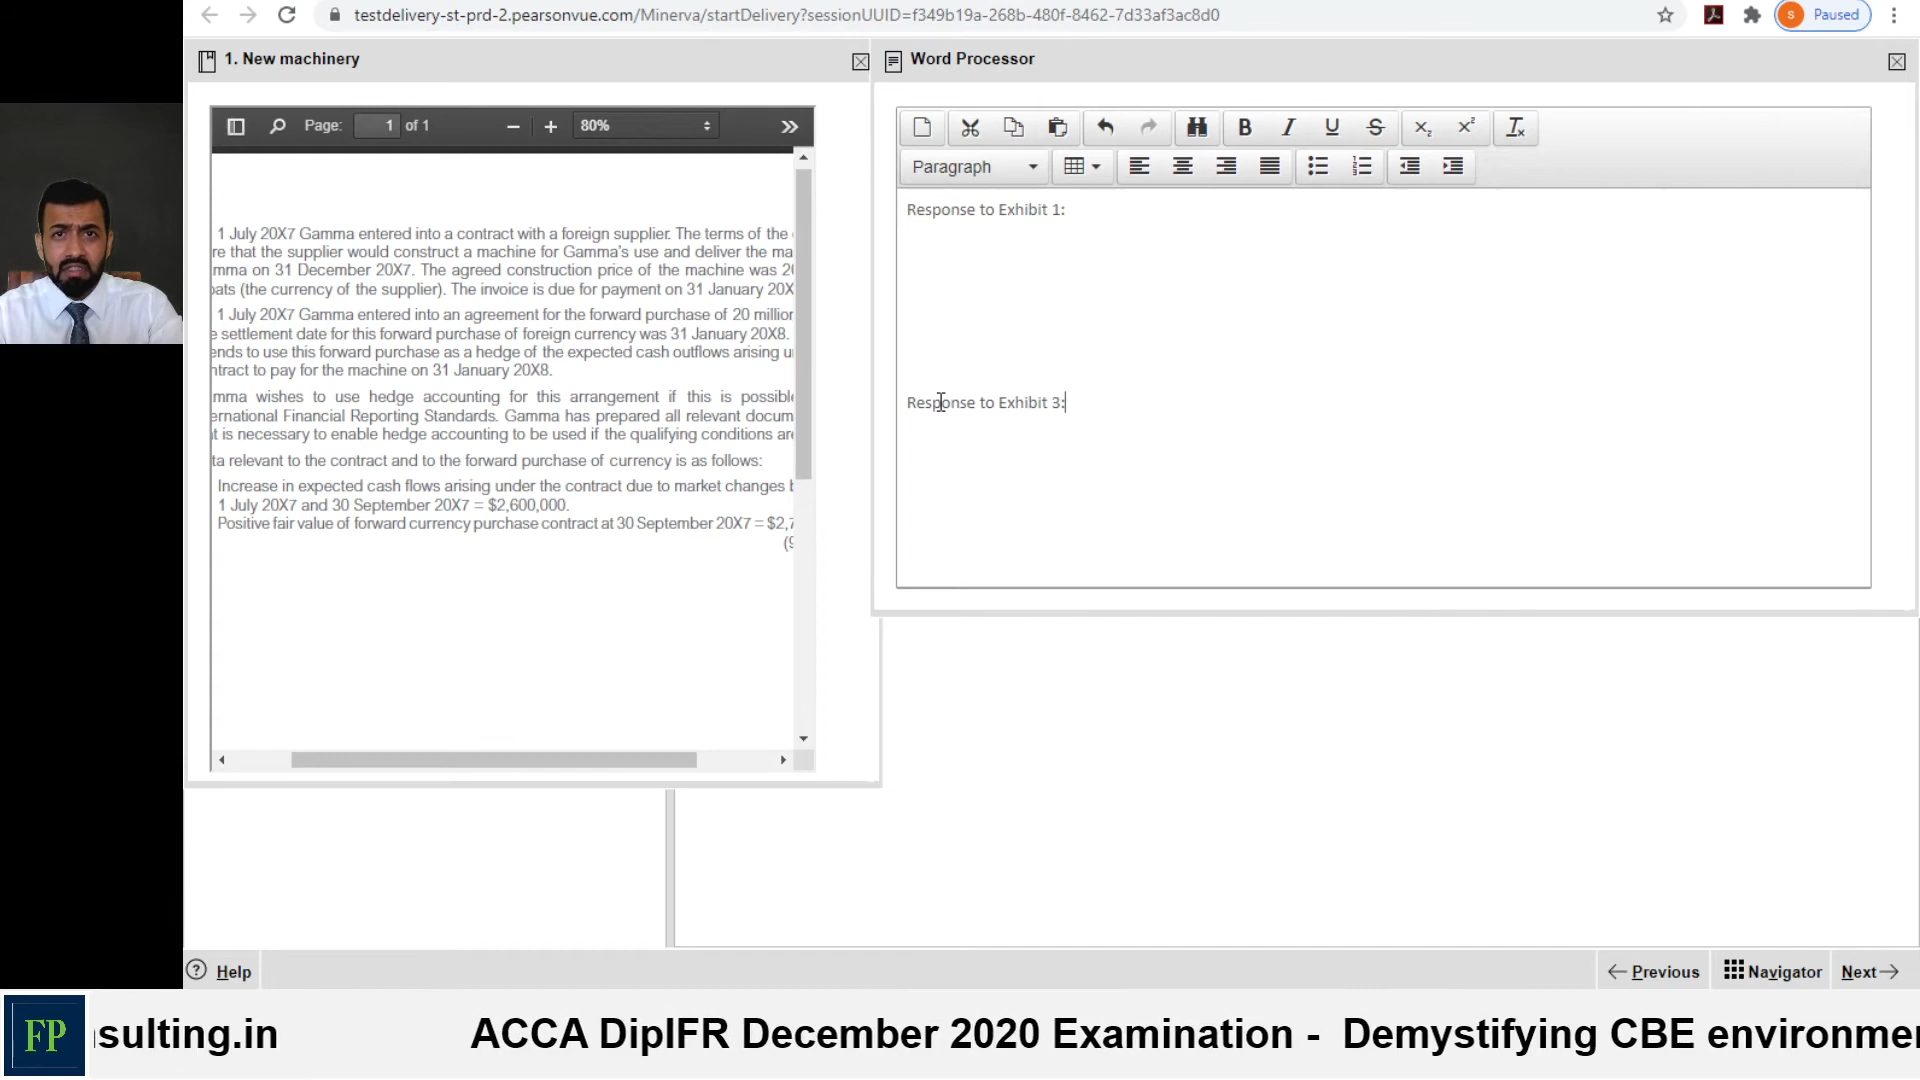 testdelivery-st-prd-2.pearsonvue.com/Minerva/startDelivery?sessionUUID=f349b19a-268b-480f-8462-7d33af3ac8d0
S Paused
1. New machinery
Word Processor
Page: 1 of 1
80%
B I U S
Paragraph
1 July 20X7 Gamma entered into a contract with a foreign supplier. The terms of the
re that the supplier would construct a machine for Gamma's use and deliver the ma
mma on 31 December 20X7. The agreed construction price of the machine was 20
ats (the currency of the supplier). The invoice is due for payment on 31 January 20X
1 July 20X7 Gamma entered into an agreement for the forward purchase of 20 million
e settlement date for this forward purchase of foreign currency was 31 January 20X8.
ends to use this forward purchase as a hedge of the expected cash outflows arising u
ntract to pay for the machine on 31 January 20X8.
mma wishes to use hedge accounting for this arrangement if this is possible
ernational Financial Reporting Standards. Gamma has prepared all relevant docum
t is necessary to enable hedge accounting to be used if the qualifying conditions are
ta relevant to the contract and to the forward purchase of currency is as follows:
Increase in expected cash flows arising under the contract due to market changes b
1 July 20X7 and 30 September 20X7 = $2,600,000.
Positive fair value of forward currency purchase contract at 30 September 20X7 = $2,7
(9
Response to Exhibit 1:
Response to Exhibit 3:
Help
Previous
Navigator
Next
FP
nsulting.in
ACCA DipIFR December 2020 Examination - Demystifying CBE environme